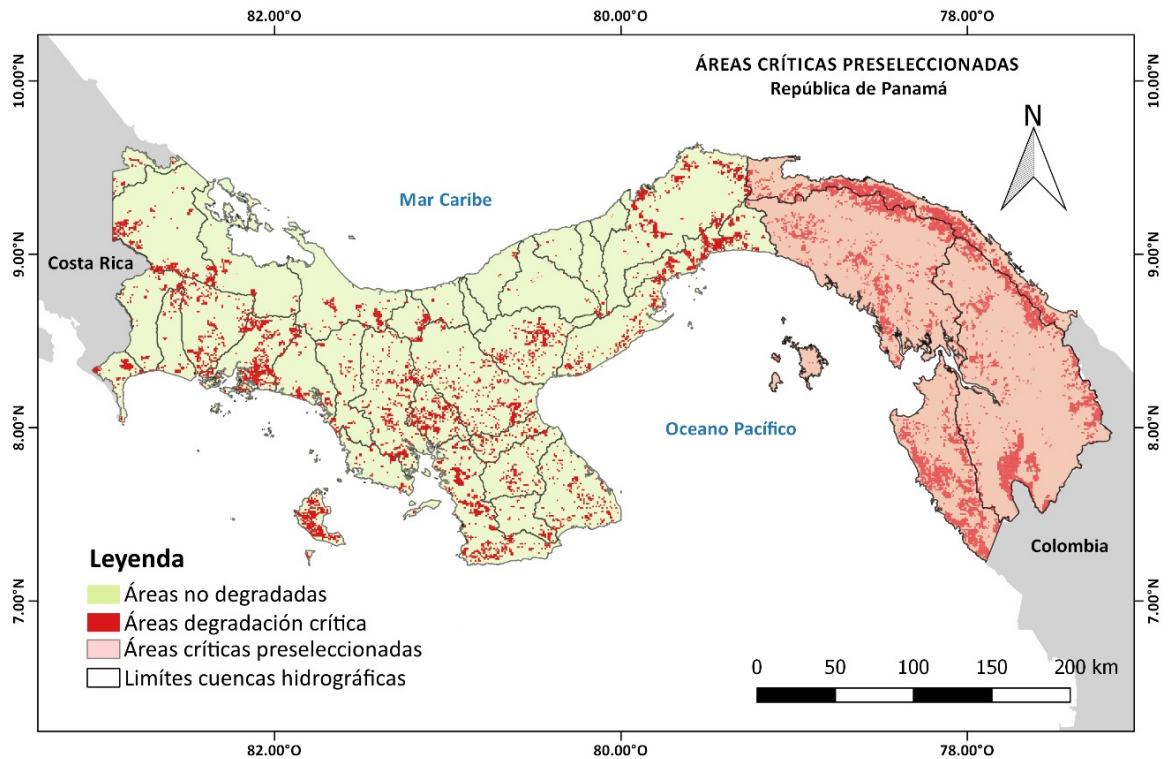 82.00°O 80.00°O 78.00°O
ÁREAS CRÍTICAS PRESELECCIONADAS
República de Panamá
10.00°N 10.00°N
N
Mar Caribe
9.00°N 9.00°N
Costa Rica
8.00°N 8.00°N
Oceano Pacífico
Colombia
7.00°N 7.00°N
Leyenda
Áreas no degradadas
Áreas degradación crítica
Áreas críticas preseleccionadas
Limítes cuencas hidrográficas
0 50 100 150 200 km
82.00°O 80.00°O 78.00°O